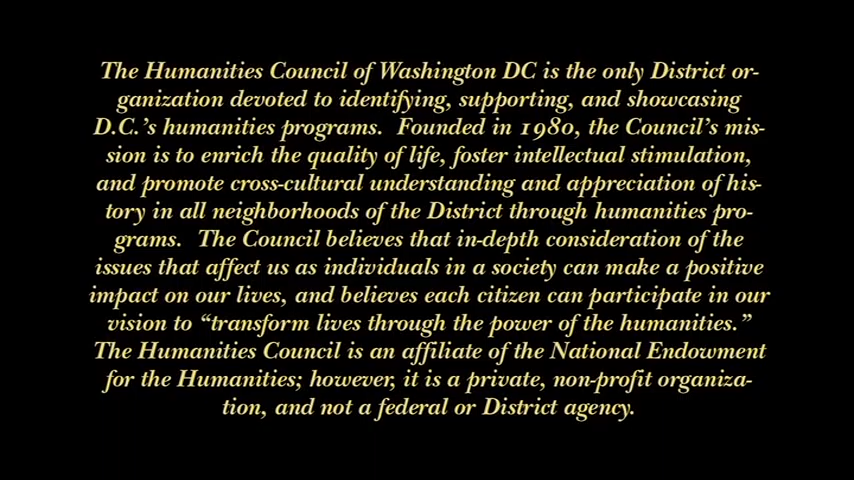 The Humanities Council of Washington DC is the only District or-
ganization devoted to identifying, supporting, and showcasing
D.C.'s humanities programs.  Founded in 1980, the Council's mis-
sion is to enrich the quality of life, foster intellectual stimulation,
and promote cross-cultural understanding and appreciation of his-
tory in all neighborhoods of the District through humanities pro-
grams.  The Council believes that in-depth consideration of the
issues that affect us as individuals in a society can make a positive
impact on our lives, and believes each citizen can participate in our
vision to “transform lives through the power of the humanities.”
The Humanities Council is an affiliate of the National Endowment
for the Humanities; however, it is a private, non-profit organiza-
tion, and not a federal or District agency.